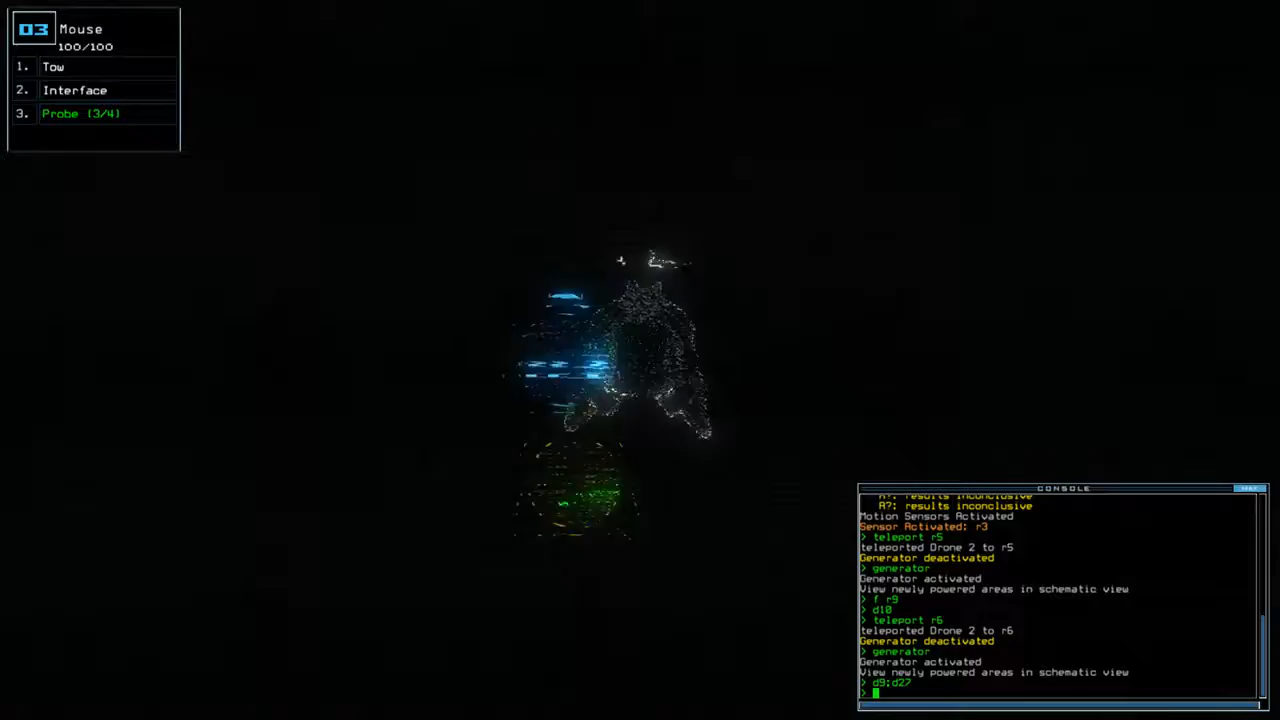 03 Mouse
100/100
1. Tow
2. Interface
3. Probe (3/4)
CONSOLE
A?: results inconclusive
A?: results inconclusive
Motion Sensors Activated
Sensor Activated: r3
> teleport r5
teleported Drone 2 to r5
Generator deactivated
> generator
Generator activated
View newly powered areas in schematic view
> f r9
> d10
> teleport r6
teleported Drone 2 to r6
Generator deactivated
> generator
Generator activated
View newly powered areas in schematic view
> d9;d27
>